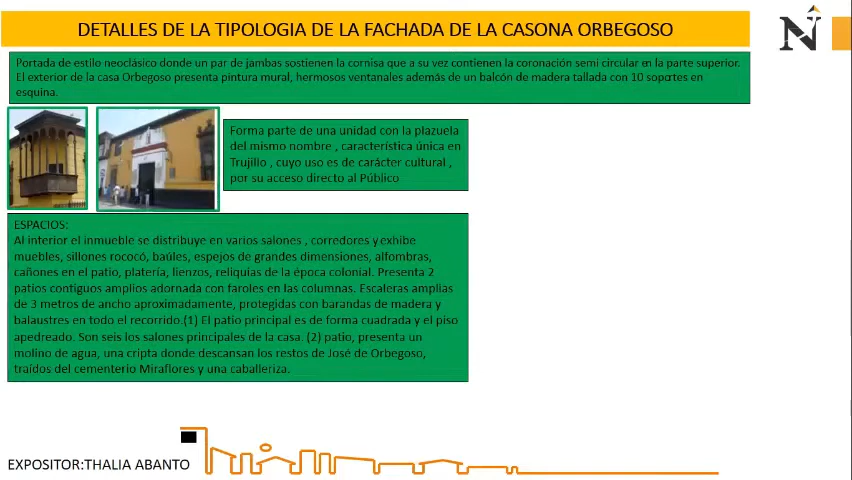 DETALLES DE LA TIPOLOGIA DE LA FACHADA DE LA CASONA ORBEGOSO
Portada de estilo neoclásico donde un par de jambas sostienen la cornisa que a su vez contienen la coronación semi circular en la parte superior.
El exterior de la casa Orbegoso presenta pintura mural, hermosos ventanales además de un balcón de madera tallada con 10 soportes en
esquina.
Forma parte de una unidad con la plazuela
del mismo nombre , característica única en
Trujillo , cuyo uso es de carácter cultural ,
por su acceso directo al Público
ESPACIOS:
Al interior el inmueble se distribuye en varios salones , corredores y exhibe
muebles, sillones rococó, baúles, espejos de grandes dimensiones, alfombras,
cañones en el patio, platería, lienzos, reliquias de la época colonial. Presenta 2
patios contiguos amplios adornada con faroles en las columnas. Escaleras amplias
de 3 metros de ancho aproximadamente, protegidas con barandas de madera y
balaustres en todo el recorrido.(1) El patio principal es de forma cuadrada y el piso
apedreado. Son seis los salones principales de la casa. (2) patio, presenta un
molino de agua, una cripta donde descansan los restos de José de Orbegoso,
traídos del cementerio Miraflores y una caballeriza.
EXPOSITOR:THALIA ABANTO